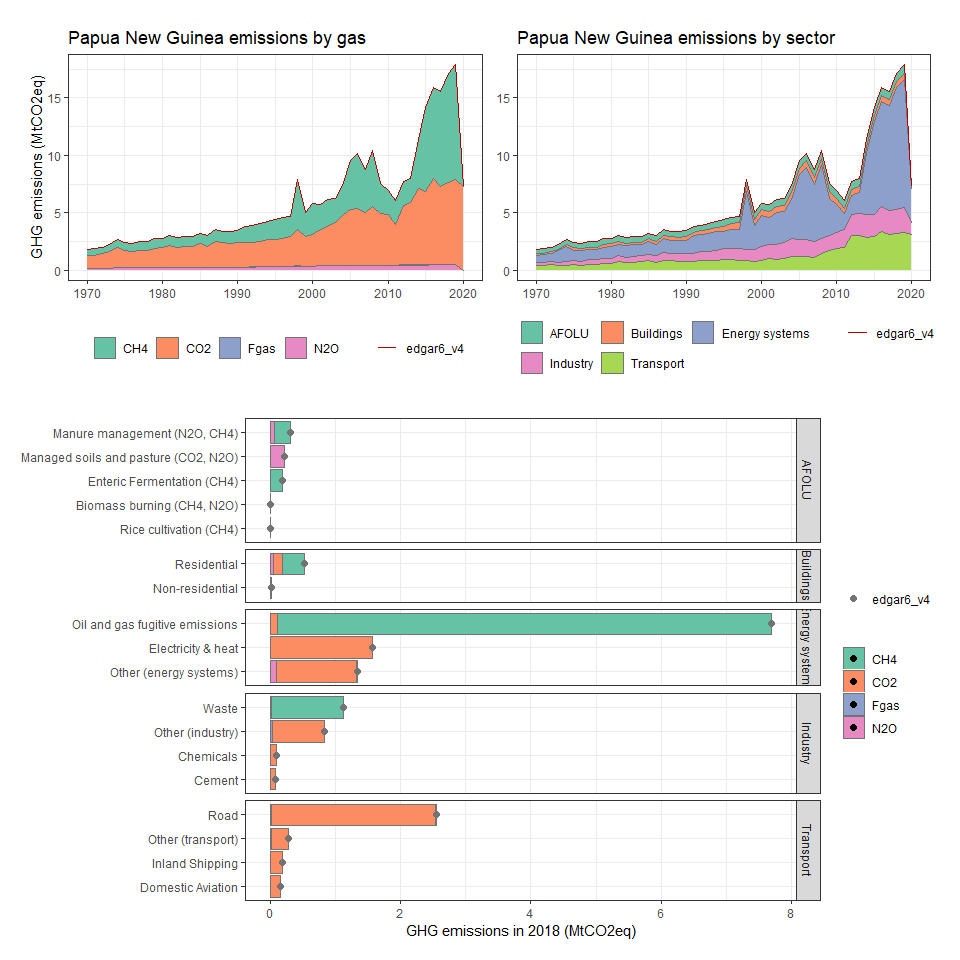 Papua New Guinea emissions by gas
GHG emissions (MtCO2eq)
15
10
5
0
1970 1980 1990 2000 2010 2020
CH4 CO2 Fgas N2O edgar6_v4
Papua New Guinea emissions by sector
15
10
5
0
1970 1980 1990 2000 2010 2020
AFOLU Buildings Energy systems edgar6_v4
Industry Transport
Manure management (N2O, CH4)
Managed soils and pasture (CO2, N2O)
Enteric Fermentation (CH4)
Biomass burning (CH4, N2O)
Rice cultivation (CH4)
AFOLU
Residential
Non-residential
Buildings
Oil and gas fugitive emissions
Electricity & heat
Other (energy systems)
Energy system
Waste
Other (industry)
Chemicals
Cement
Industry
Road
Other (transport)
Inland Shipping
Domestic Aviation
Transport
0 2 4 6 8
GHG emissions in 2018 (MtCO2eq)
edgar6_v4
CH4
CO2
Fgas
N2O